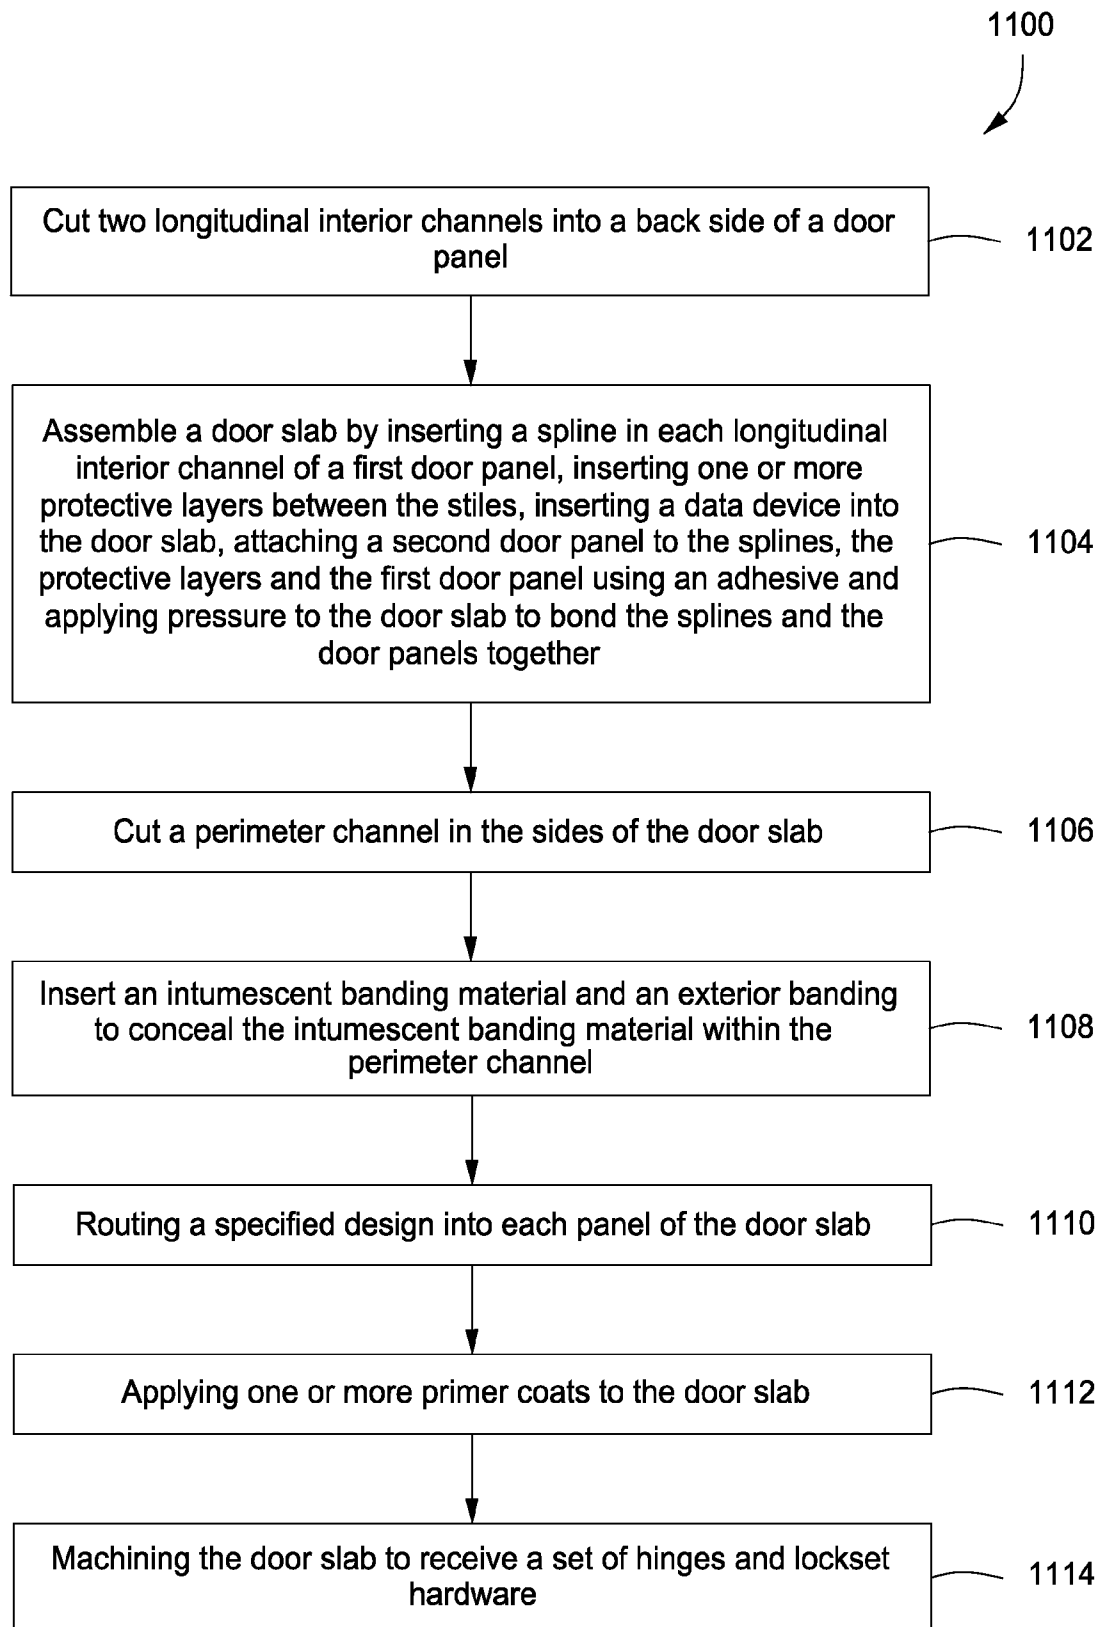 1100
Cut two longitudinal interior channels into a back side of a door
panel
1102
Assemble a door slab by inserting a spline in each longitudinal
interior channel of a first door panel, inserting one or more
protective layers between the stiles, inserting a data device into
the door slab, attaching a second door panel to the splines, the
protective layers and the first door panel using an adhesive and
applying pressure to the door slab to bond the splines and the
door panels together
1104
Cut a perimeter channel in the sides of the door slab
1106
Insert an intumescent banding material and an exterior banding
to conceal the intumescent banding material within the
perimeter channel
1108
Routing a specified design into each panel of the door slab
1110
Applying one or more primer coats to the door slab
1112
Machining the door slab to receive a set of hinges and lockset
hardware
1114